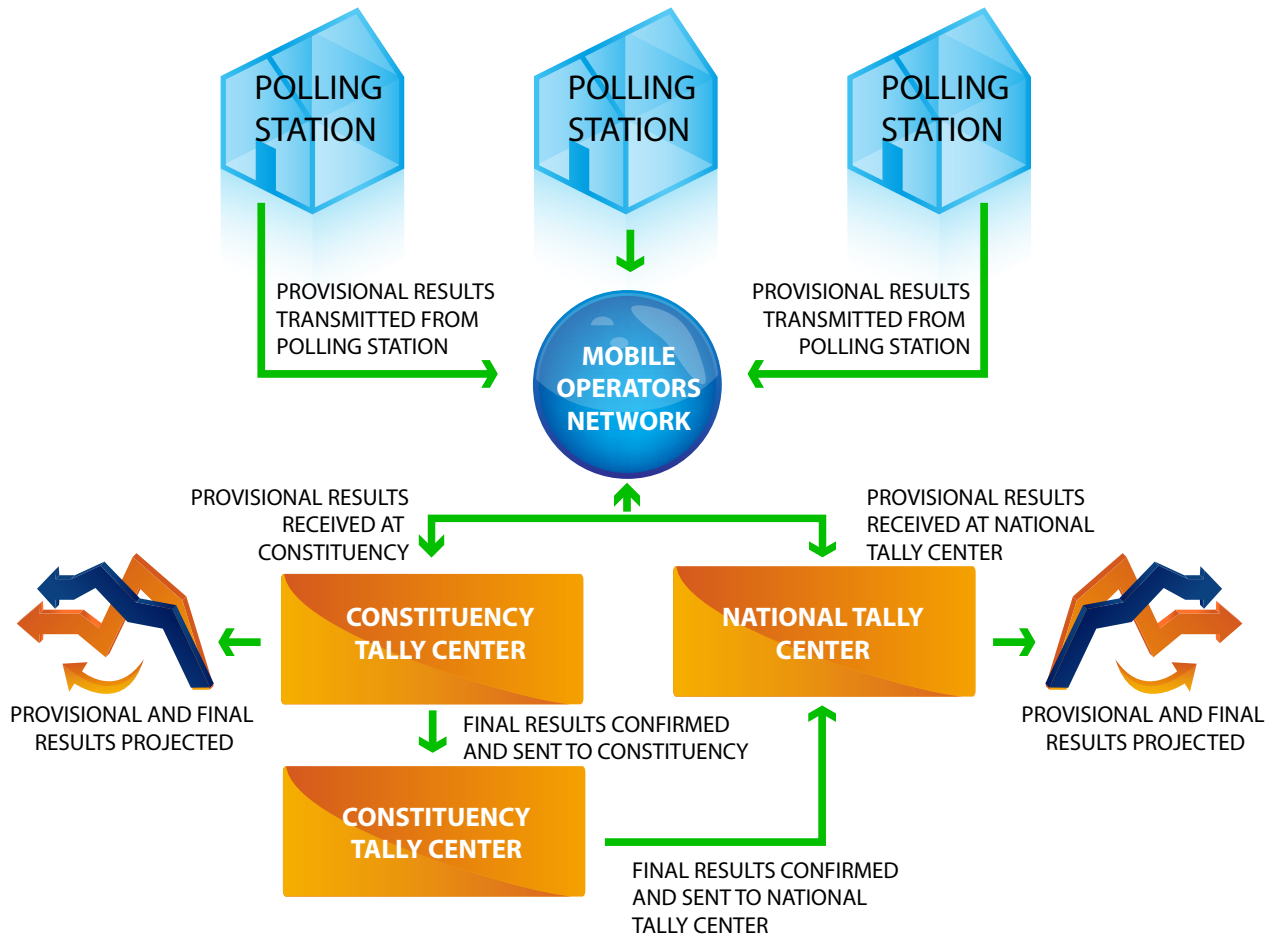 POLLING
STATION
POLLING
STATION
POLLING
STATION
PROVISIONAL RESULTS
TRANSMITTED FROM
POLLING STATION
PROVISIONAL RESULTS
TRANSMITTED FROM
POLLING STATION
MOBILE
OPERATORS
NETWORK
PROVISIONAL RESULTS
RECEIVED AT
CONSTITUENCY
PROVISIONAL RESULTS
RECEIVED AT NATIONAL
TALLY CENTER
CONSTITUENCY
TALLY CENTER
NATIONAL TALLY
CENTER
PROVISIONAL AND FINAL
RESULTS PROJECTED
FINAL RESULTS CONFIRMED
AND SENT TO CONSTITUENCY
PROVISIONAL AND FINAL
RESULTS PROJECTED
CONSTITUENCY
TALLY CENTER
FINAL RESULTS CONFIRMED
AND SENT TO NATIONAL
TALLY CENTER